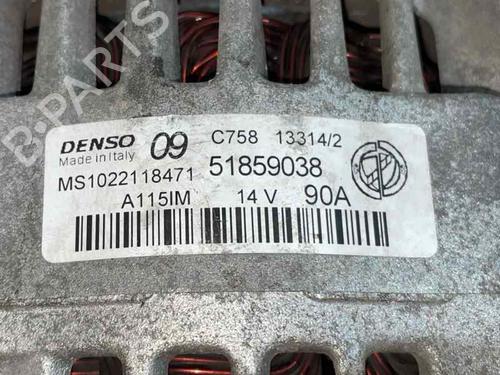 B-PARTS
DENSO 09 C758 13314/2
Made in Italy
MS1022118471 51859038
A115IM 14 V 90A